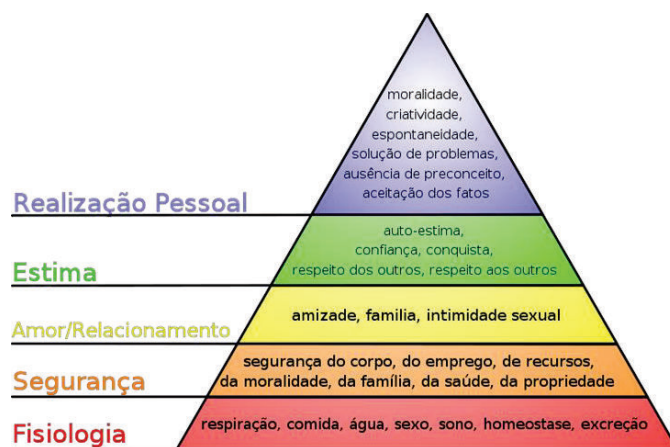 moralidade,
criatividade,
espontaneidade,
solução de problemas,
ausência de preconceito,
aceitação dos fatos
Realização Pessoal
auto-estima,
confiança, conquista,
respeito dos outros, respeito aos outros
Estima
amizade, familia, intimidade sexual
Amor/Relacionamento
segurança do corpo, do emprego, de recursos,
da moralidade, da família, da saúde, da propriedade
Segurança
respiração, comida, água, sexo, sono, homeostase, excreção
Fisiologia